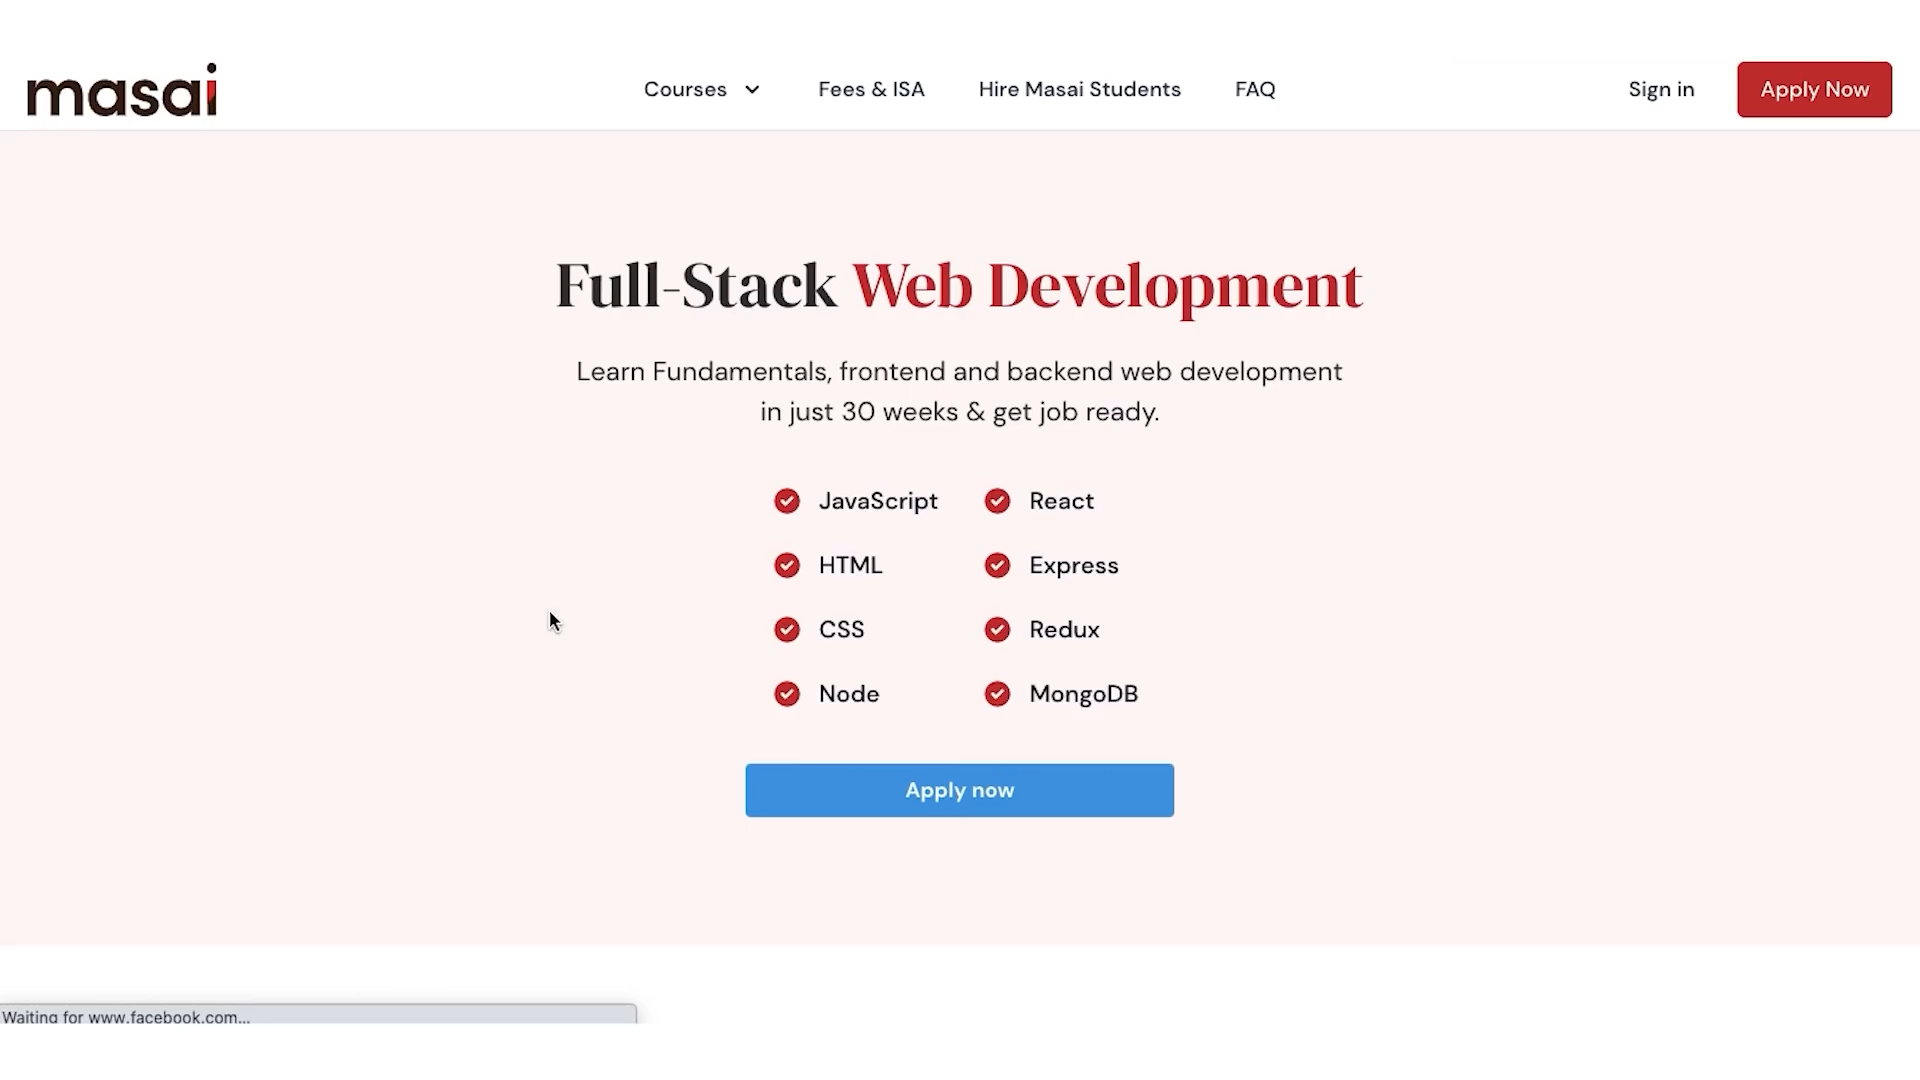 masai
Courses
Fees & ISA
Hire Masai Students
FAQ
Sign in
Apply Now
Full-Stack Web Development
Learn Fundamentals, frontend and backend web development
in just 30 weeks & get job ready.
JavaScript
React
HTML
Express
CSS
Redux
Node
MongoDB
Apply now
Waiting for www.facebook.com...